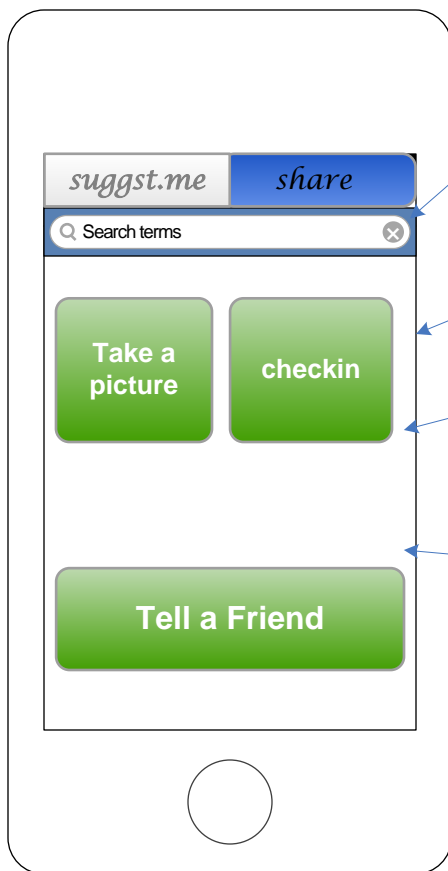 suggst.me share
Search terms
Take a
picture
checkin
Tell a Friend